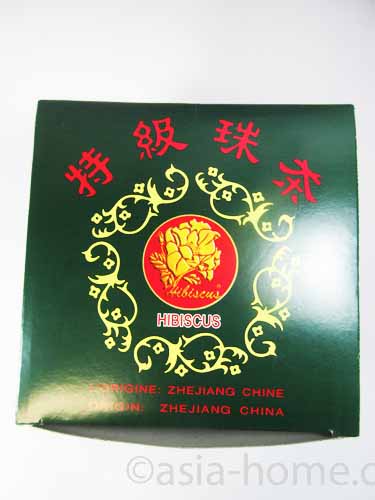 特級珠茶
Hibiscus
HIBISCUS
L'ORIGINE: ZHEJIANG CHINE
ORIGIN: ZHEJIANG CHINA
©asia-home.c